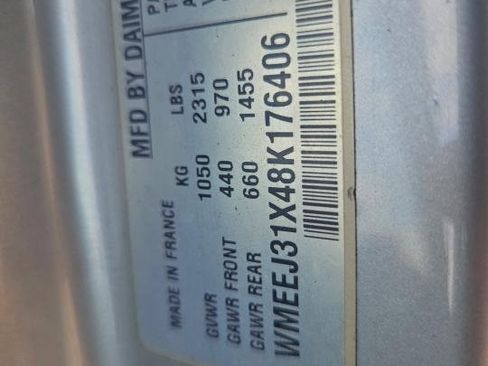 MFD BY DAIM
MADE IN FRANCE KG LBS
GVWR 1050 2315
GAWR FRONT 440 970
GAWR REAR 660 1455
WMEEJ31X48K176406